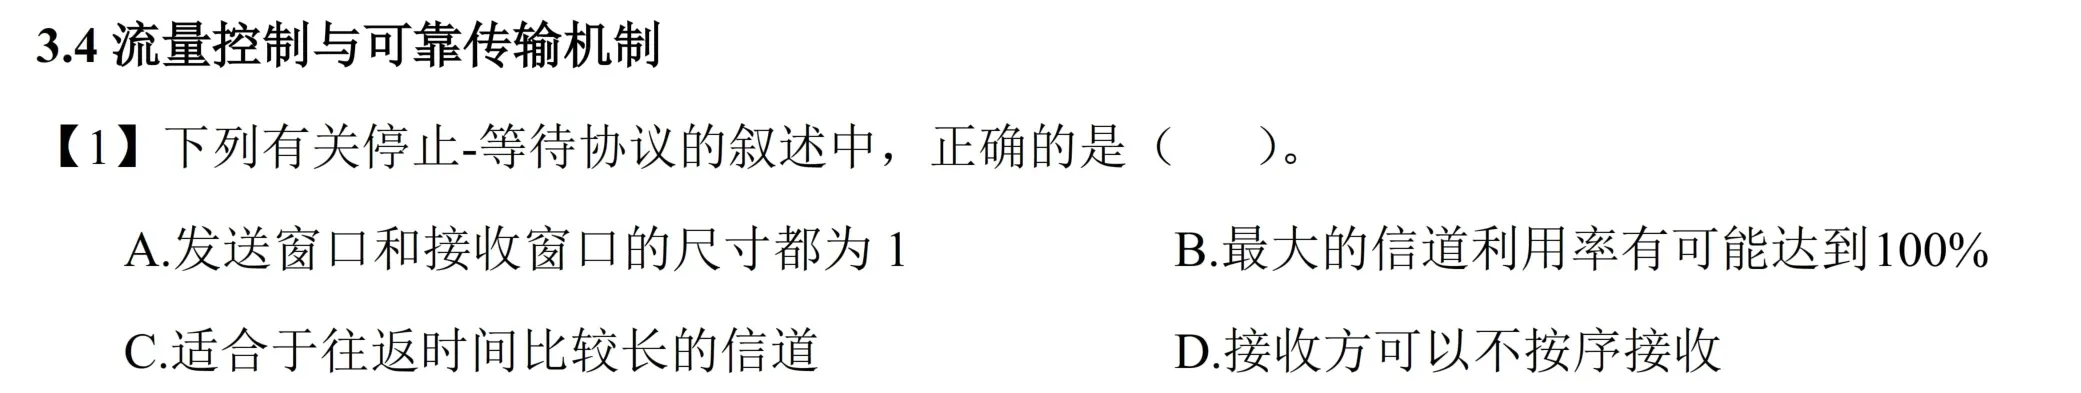 3.4 流量控制与可靠传输机制
【1】下列有关停止-等待协议的叙述中，正确的是（　　）。
A.发送窗口和接收窗口的尺寸都为 1　　B.最大的信道利用率有可能达到100%
C.适合于往返时间比较长的信道　　D.接收方可以不按序接收